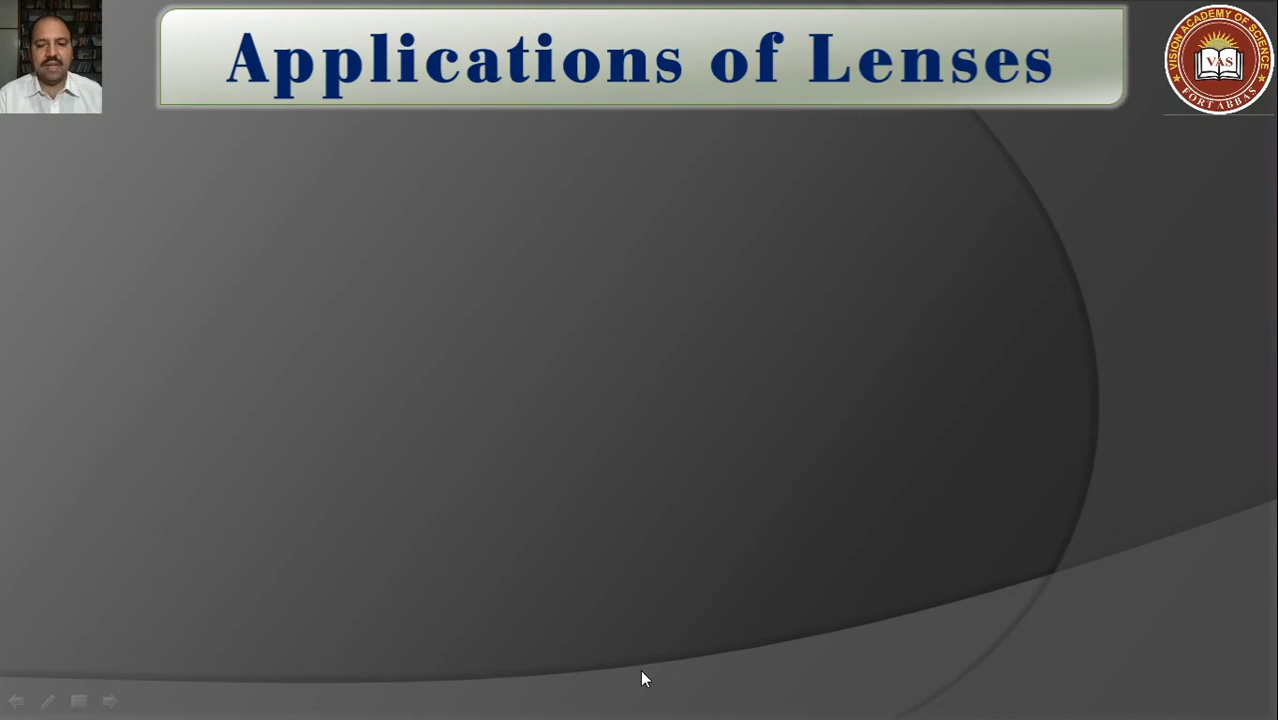 Applications of Lenses
VISION ACADEMY OF SCIENCE
VAS
FORT ABBAS